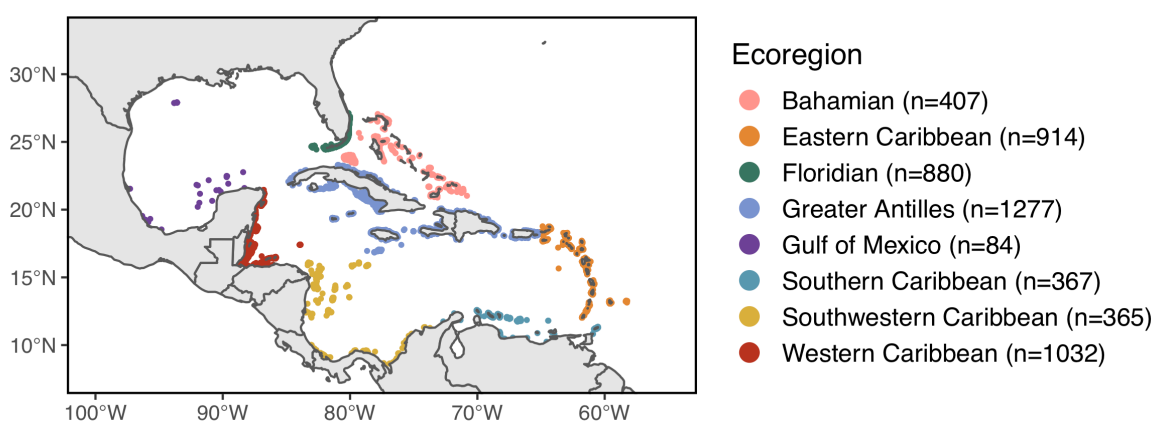 Ecoregion
Bahamian (n=407)
Eastern Caribbean (n=914)
Floridian (n=880)
Greater Antilles (n=1277)
Gulf of Mexico (n=84)
Southern Caribbean (n=367)
Southwestern Caribbean (n=365)
Western Caribbean (n=1032)
30°N
25°N
20°N
15°N
10°N
100°W 90°W 80°W 70°W 60°W